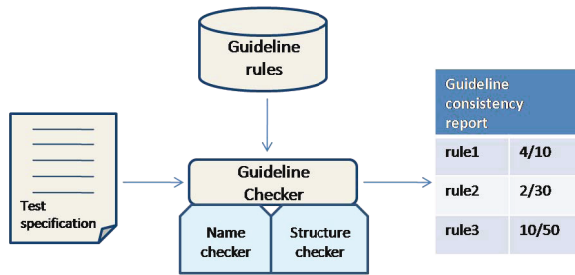 Guideline
rules
Test
specification
Guideline
Checker
Name
checker
Structure
checker
Guideline
consistency
report
rule1 4/10
rule2 2/30
rule3 10/50